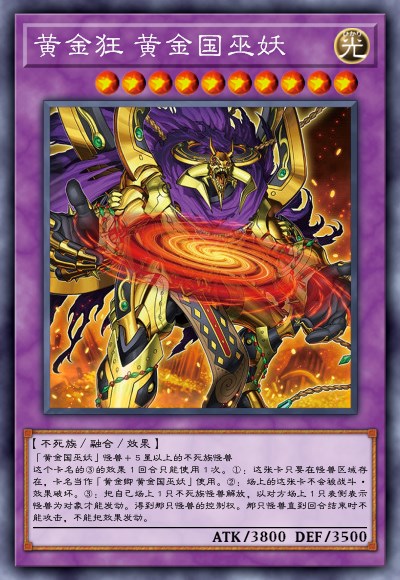 黄金狂 黄金国巫妖
光
【不死族／融合／效果】
「黄金国巫妖」怪兽＋５星以上的不死族怪兽
这个卡名的③的效果１回合只能使用１次。①：这张卡只要在怪兽区域存
在，卡名当作「黄金卿 黄金国巫妖」使用。②：场上的这张卡不会被战斗·
效果破坏。③：把自己场上１只不死族怪兽解放，以对方场上１只表侧表示
怪兽为对象才能发动。得到那只怪兽的控制权。那只怪兽直到回合结束时不
能攻击，不能把效果发动。
ATK/3800 DEF/3500